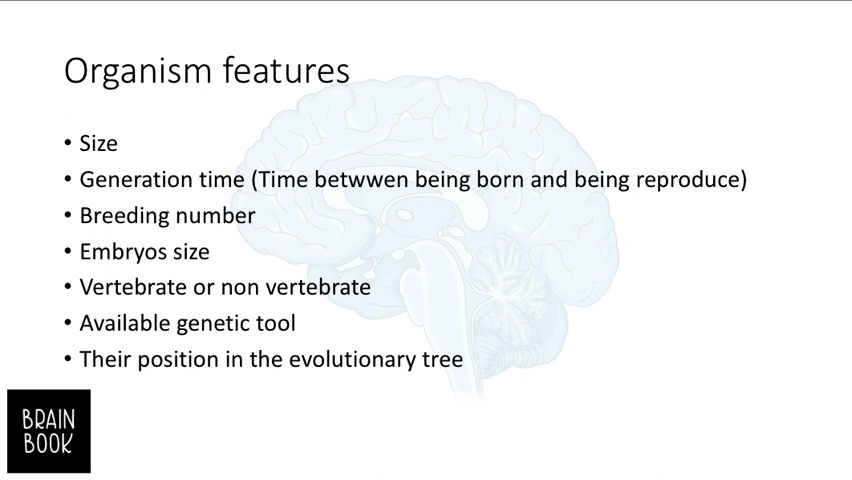 Organism features
• Size
• Generation time (Time betwwen being born and being reproduce)
• Breeding number
• Embryos size
• Vertebrate or non vertebrate
• Available genetic tool
• Their position in the evolutionary tree
BRAIN
BOOK